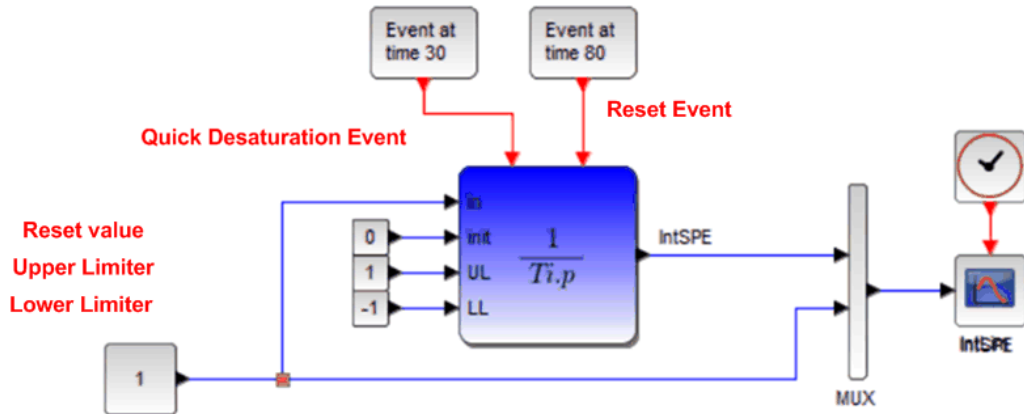 Event at
time 30
Event at
time 80
Reset Event
Quick Desaturation Event
in
Reset value
0
init
1
Ti.p
IntSPE
Upper Limiter
1
UL
Lower Limiter
-1
LL
1
MUX